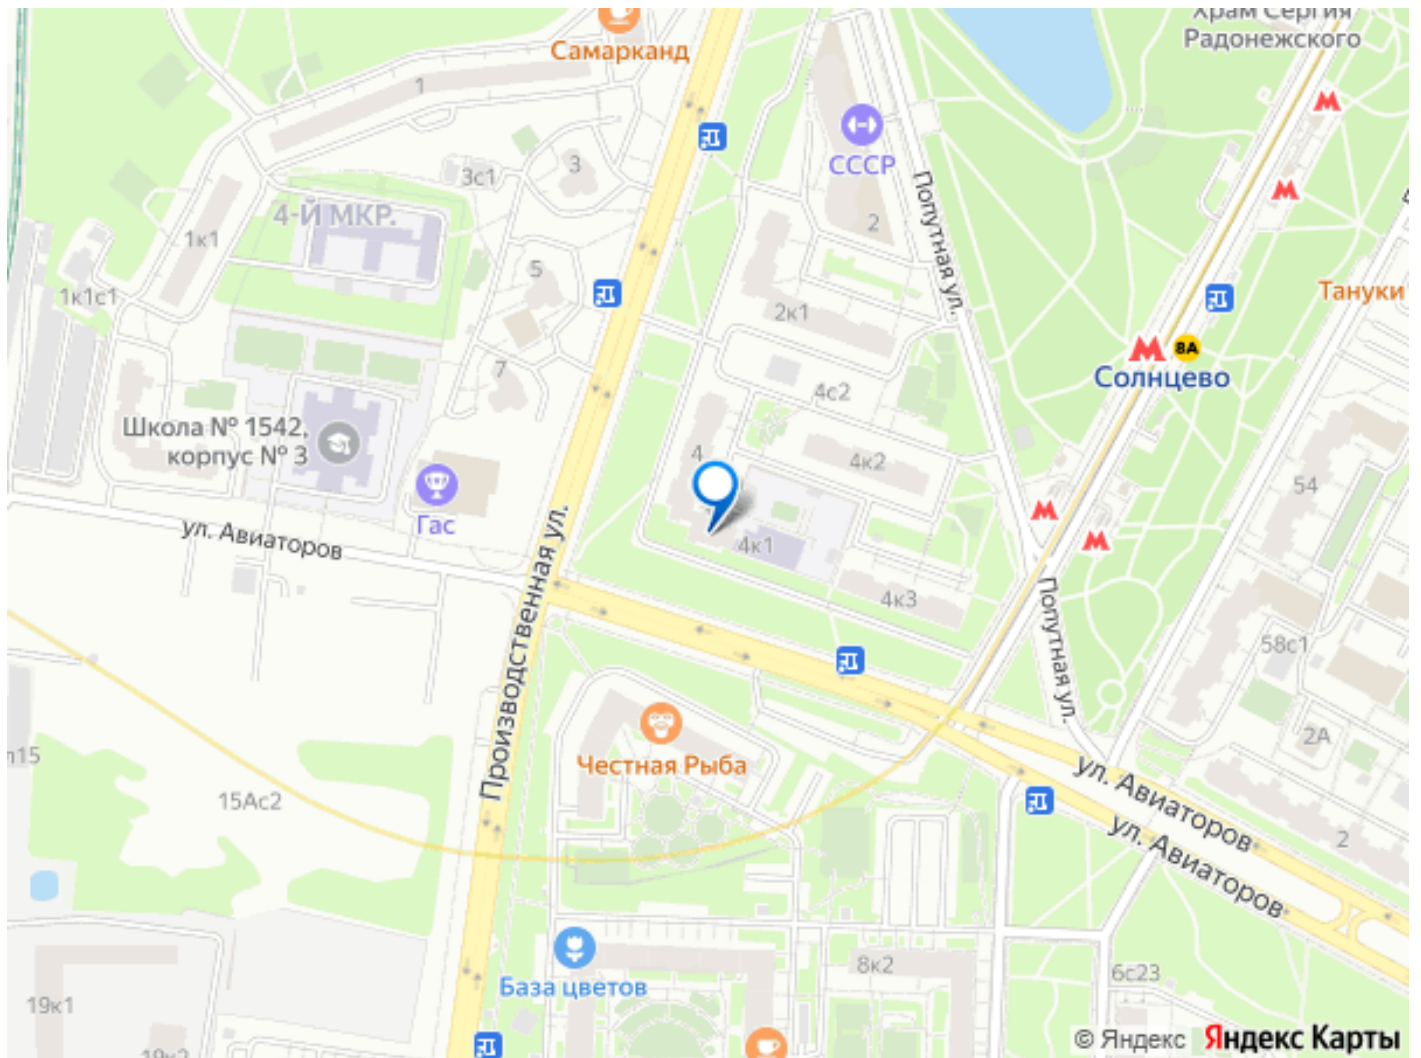 Храм Сергия
Радонежского
Самарканд
1
СССР
3
3с1
Попутная ул.
4-Й МКР.
2
1к1
5
1к1с1
2к1
Тануки
8А
Солнцево
7
4с2
Школа № 1542,
корпус № 3
4
4к2
54
Гас
ул. Авиаторов
4к1
Производственная ул.
4к3
Попутная ул.
58с1
2А
Честная Рыба
15Ас2
ул. Авиаторов
ул. Авиаторов
2
База цветов
8к2
6с23
19к1
19к2
© Яндекс Яндекс Карты